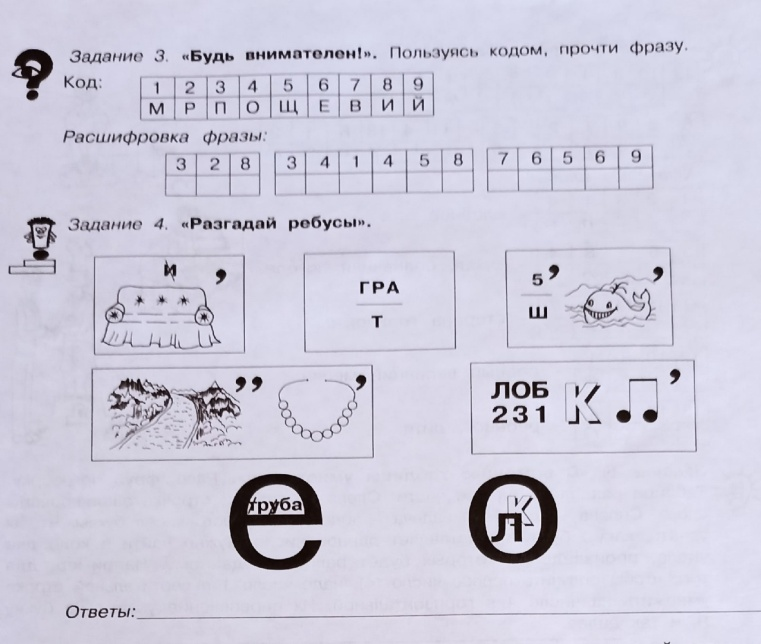 Задание 3. «Будь внимателен!». Пользуясь кодом, прочти фразу.
Код:
1 2 3 4 5 6 7 8 9
М Р П О Щ Е В И Й
Расшифровка фразы:
3 2 8 3 4 1 4 5 8 7 6 5 6 9
Задание 4. «Разгадай ребусы».
И ,
ГРА
Т
5 ’ ,
Ш
,, ,
ЛОБ К ,
231
е труба
О л К
Ответы: